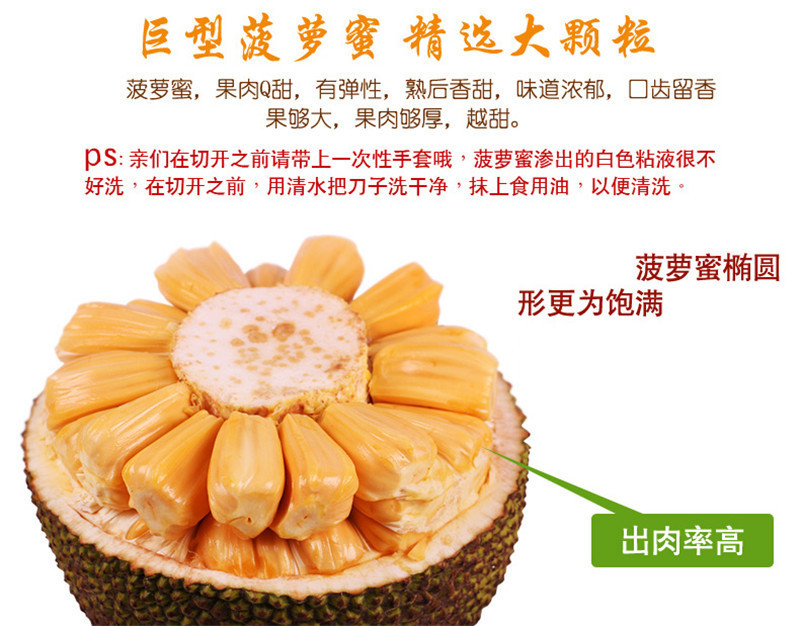 巨型菠萝蜜 精选大颗粒
菠萝蜜，果肉Q甜，有弹性，熟后香甜，味道浓郁，口齿留香
果够大，果肉够厚，越甜。
ps: 亲们在切开之前请带上一次性手套哦，菠萝蜜渗出的白色粘液很不
好洗，在切开之前，用清水把刀子洗干净，抹上食用油，以便清洗。
菠萝蜜椭圆
形更为饱满
出肉率高